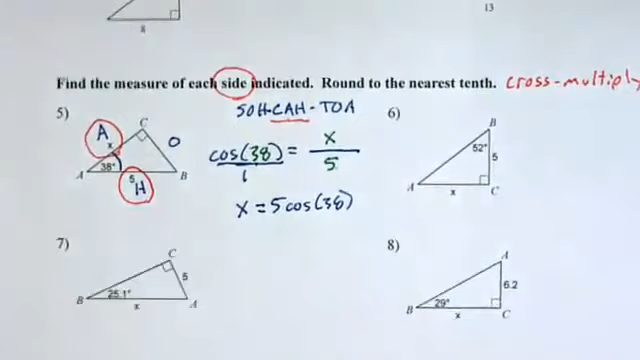 8
13
Find the measure of each side indicated. Round to the nearest tenth. cross-multiply
SOH-CAH-TOA
5)
C
A
x
O
38°
A
5
H
B
cos(38) = x
1 5
x = 5cos(38)
6)
B
52°
5
A
x
C
7)
C
5
25.1°
B
x
A
8)
A
6.2
29°
B
x
C